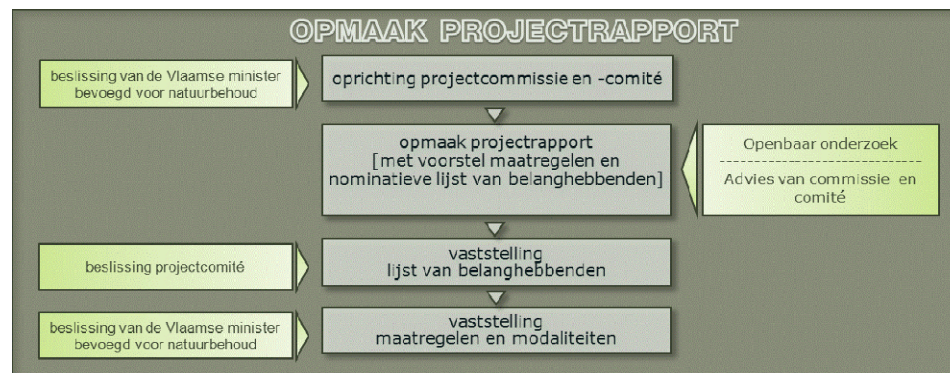 OPMAAK PROJECTRAPPORT
beslissing van de Vlaamse minister
bevoegd voor natuurbehoud
oprichting projectcommissie en -comité
opmaak projectrapport
[met voorstel maatregelen en
nominatieve lijst van belanghebbenden]
Openbaar onderzoek
Advies van commissie en
comité
beslissing projectcomité
vaststelling
lijst van belanghebbenden
beslissing van de Vlaamse minister
bevoegd voor natuurbehoud
vaststelling
maatregelen en modaliteiten